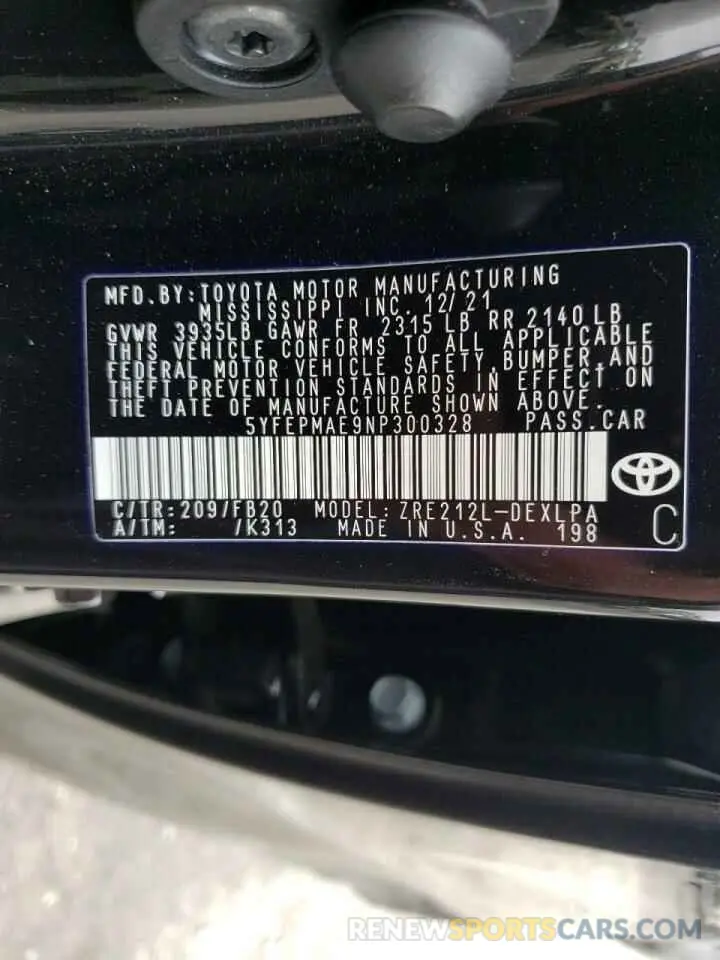 MFD.BY:TOYOTA MOTOR MANUFACTURING
MISSISSIPPI INC. 12/21
GVWR 3935LB GAWR FR 2315 LB RR 2140 LB
THIS VEHICLE CONFORMS TO ALL APPLICABLE
FEDERAL MOTOR VEHICLE SAFETY,BUMPER,AND
THEFT PREVENTION STANDARDS IN EFFECT ON
THE DATE OF MANUFACTURE SHOWN ABOVE.
5YFEPMAE9NP300328 PASS.CAR
C/TR:209/FB20 MODEL:ZRE212L-DEXLPA
A/TM: /K313 MADE IN U.S.A. 198
C
RENEWSPORTSCARS.COM